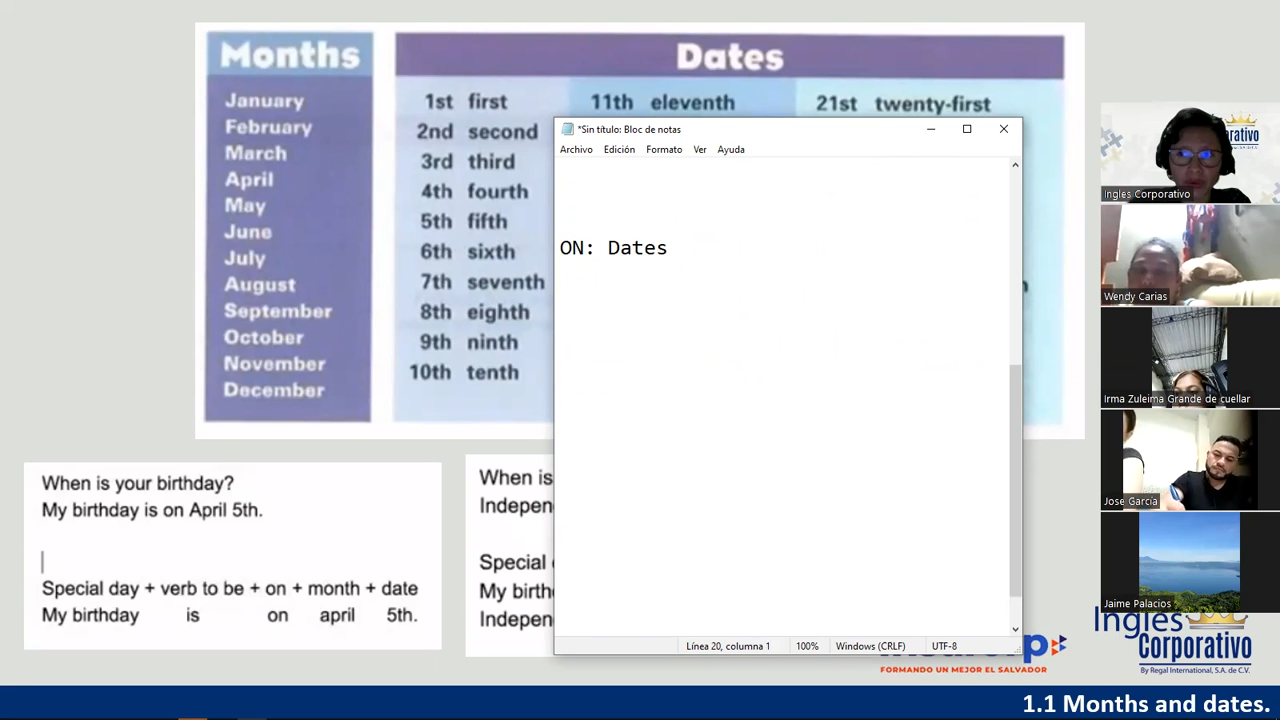 Months
January
February
March
April
May
June
July
August
September
October
November
December
Dates
1st first
2nd second
3rd third
4th fourth
5th fifth
6th sixth
7th seventh
8th eighth
9th ninth
10th tenth
11th eleventh
21st twenty-first
*Sin título: Bloc de notas
Archivo Edición Formato Ver Ayuda
ON: Dates
Línea 20, columna 1 100% Windows (CRLF) UTF-8
When is your birthday?
My birthday is on April 5th.
Special day + verb to be + on + month + date
My birthday is on april 5th.
When is
Indepen
Special
My birth
Indepen
Ingles Corporativo
Wendy Carias
Irma Zuleima Grande de cuellar
Jose García
Jaime Palacios
FORMANDO UN MEJOR EL SALVADOR
Inglés
Corporativo
By Regal International, S.A. de C.V.
1.1 Months and dates.